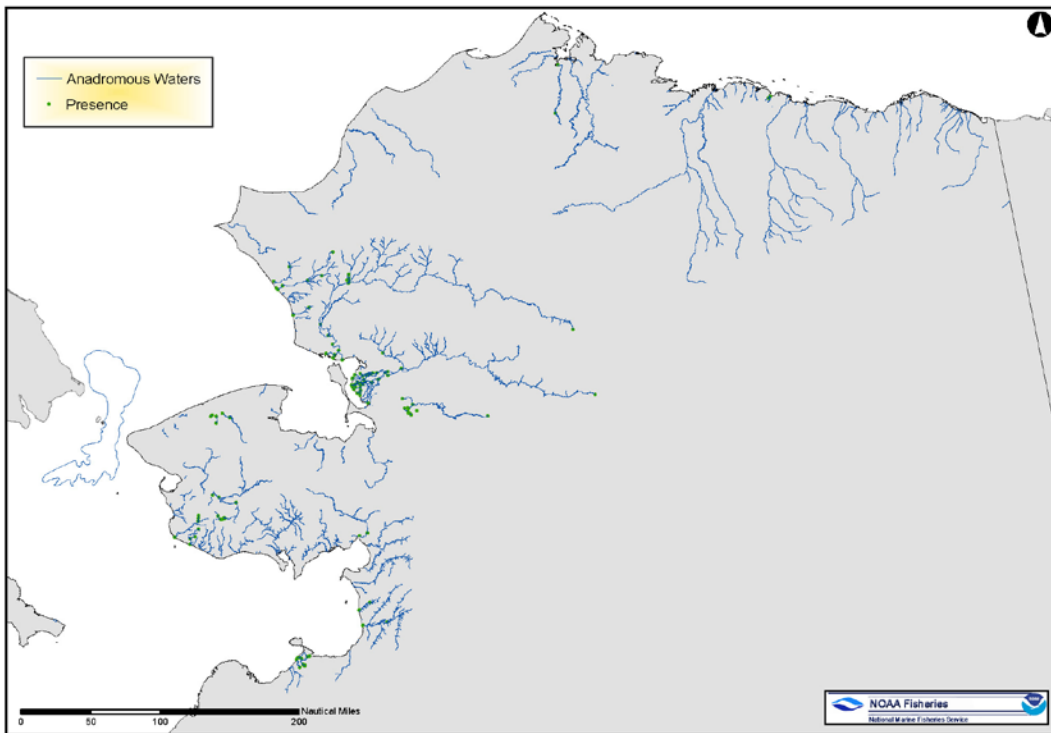 Anadromous Waters
Presence
Nautical Miles
0 50 100 200
NOAA Fisheries
National Marine Fisheries Service